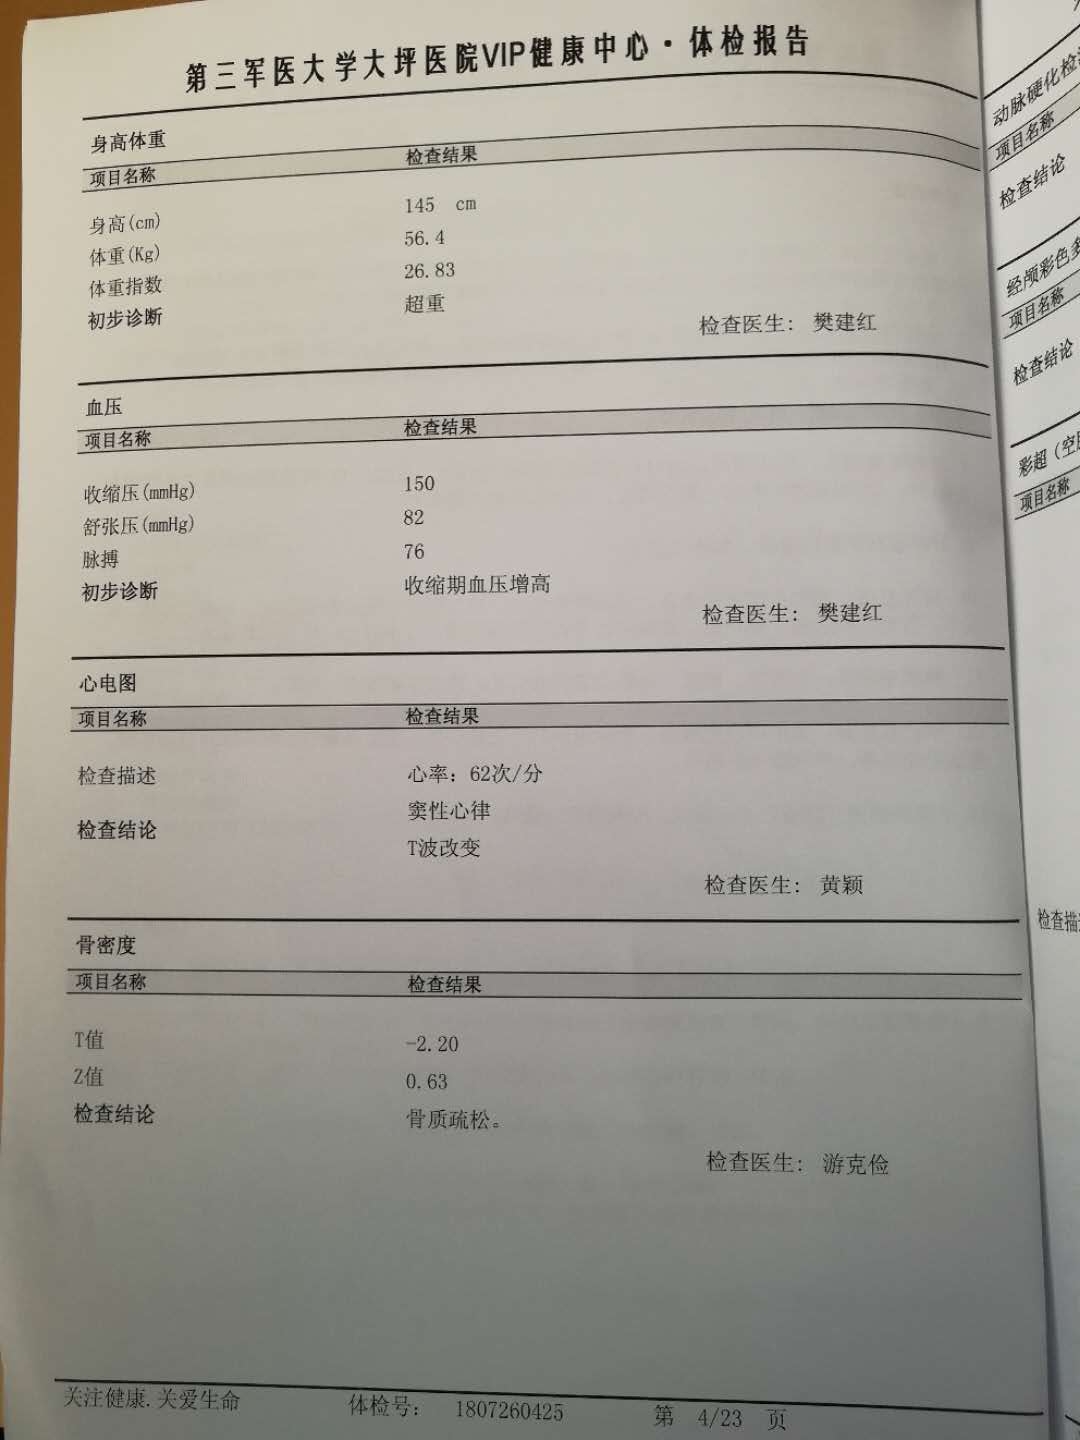 第三军医大学大坪医院VIP健康中心·体检报告
身高体重
项目名称 检查结果
身高(cm) 145 cm
体重(Kg) 56.4
体重指数 26.83
初步诊断 超重
检查医生: 樊建红
血压
项目名称 检查结果
收缩压(mmHg) 150
舒张压(mmHg) 82
脉搏 76
初步诊断 收缩期血压增高
检查医生: 樊建红
心电图
项目名称 检查结果
检查描述 心率: 62次/分
检查结论 窦性心律
T波改变
检查医生: 黄颖
骨密度
项目名称 检查结果
T值 -2.20
Z值 0.63
检查结论 骨质疏松。
检查医生: 游克俭
关注健康.关爱生命 体检号: 1807260425 第 4/23 页
动脉硬化检
项目名称
检查结论
经颅彩色多
项目名称
检查结论
彩超(空
项目名称
检查描